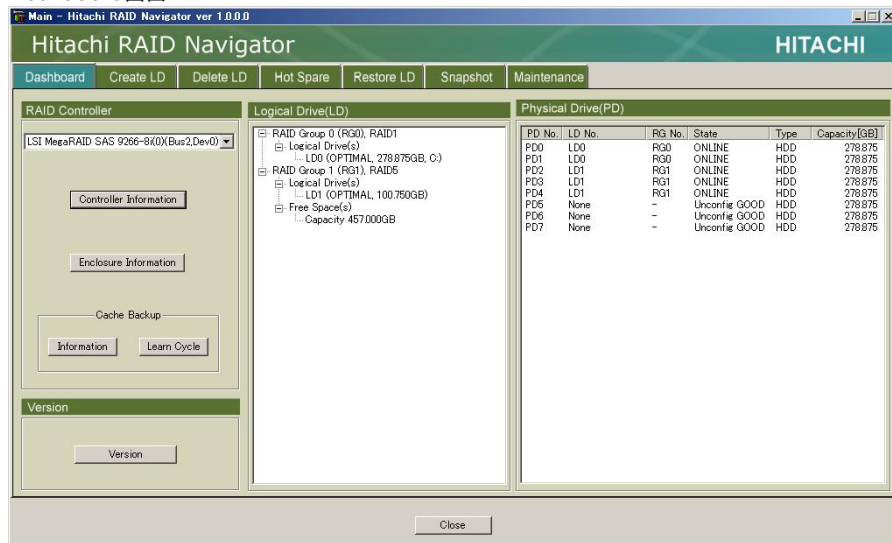 Main - Hitachi RAID Navigator ver 1.0.0.0
Hitachi RAID Navigator
HITACHI
Dashboard Create LD Delete LD Hot Spare Restore LD Snapshot Maintenance
RAID Controller
LSI MegaRAID SAS 9266-8i(0)(Bus2,Dev0)
Controller Information
Enclosure Information
Cache Backup
Information Learn Cycle
Version
Version
Logical Drive(LD)
RAID Group 0 (RG0), RAID1
Logical Drive(s)
LD0 (OPTIMAL, 278.875GB, C:)
RAID Group 1 (RG1), RAID5
Logical Drive(s)
LD1 (OPTIMAL, 100.750GB)
Free Space(s)
Capacity 457.000GB
Physical Drive(PD)
PD No. LD No. RG No. State Type Capacity[GB]
PD0 LD0 RG0 ONLINE HDD 278.875
PD1 LD0 RG0 ONLINE HDD 278.875
PD2 LD1 RG1 ONLINE HDD 278.875
PD3 LD1 RG1 ONLINE HDD 278.875
PD4 LD1 RG1 ONLINE HDD 278.875
PD5 None - Unconfig GOOD HDD 278.875
PD6 None - Unconfig GOOD HDD 278.875
PD7 None - Unconfig GOOD HDD 278.875
Close